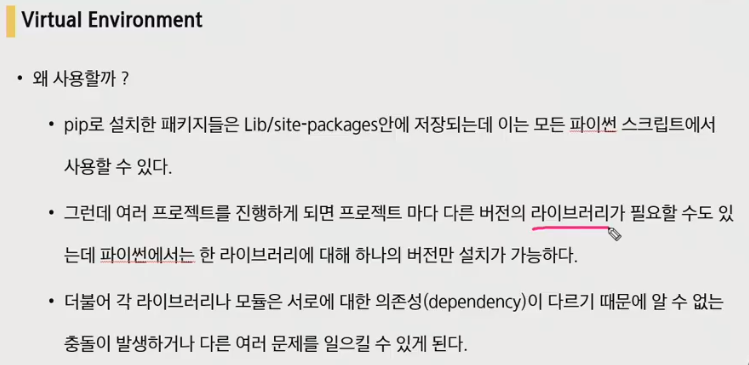 Virtual Environment
• 왜 사용할까 ?
• pip로 설치한 패키지들은 Lib/site-packages안에 저장되는데 이는 모든 파이썬 스크립트에서
사용할 수 있다.
• 그런데 여러 프로젝트를 진행하게 되면 프로젝트 마다 다른 버전의 라이브러리가 필요할 수도 있
는데 파이썬에서는 한 라이브러리에 대해 하나의 버전만 설치가 가능하다.
• 더불어 각 라이브러리나 모듈은 서로에 대한 의존성(dependency)이 다르기 때문에 알 수 없는
충돌이 발생하거나 다른 여러 문제를 일으킬 수 있게 된다.